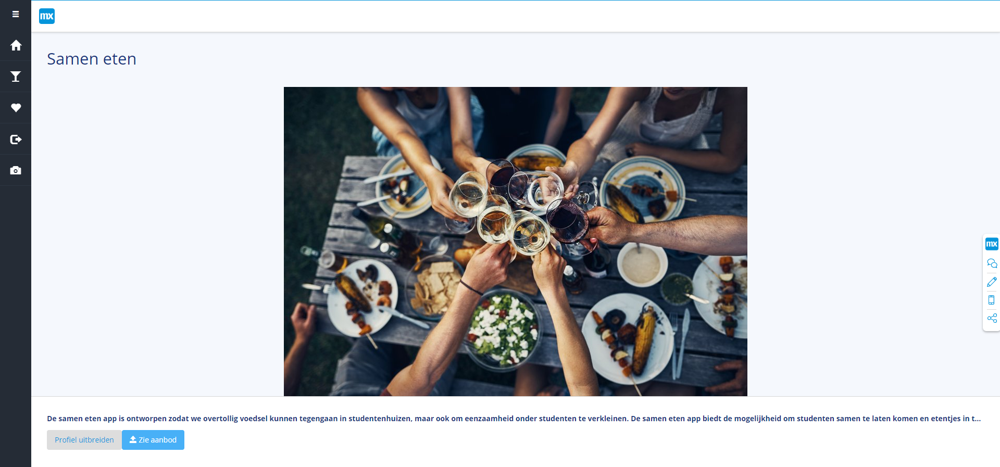 mx
Samen eten
mx
De samen eten app is ontworpen zodat we overtollig voedsel kunnen tegengaan in studentenhuizen, maar ook om eenzaamheid onder studenten te verkleinen. De samen eten app biedt de mogelijkheid om studenten samen te laten komen en etentjes in t...
Profiel uitbreiden
Zie aanbod